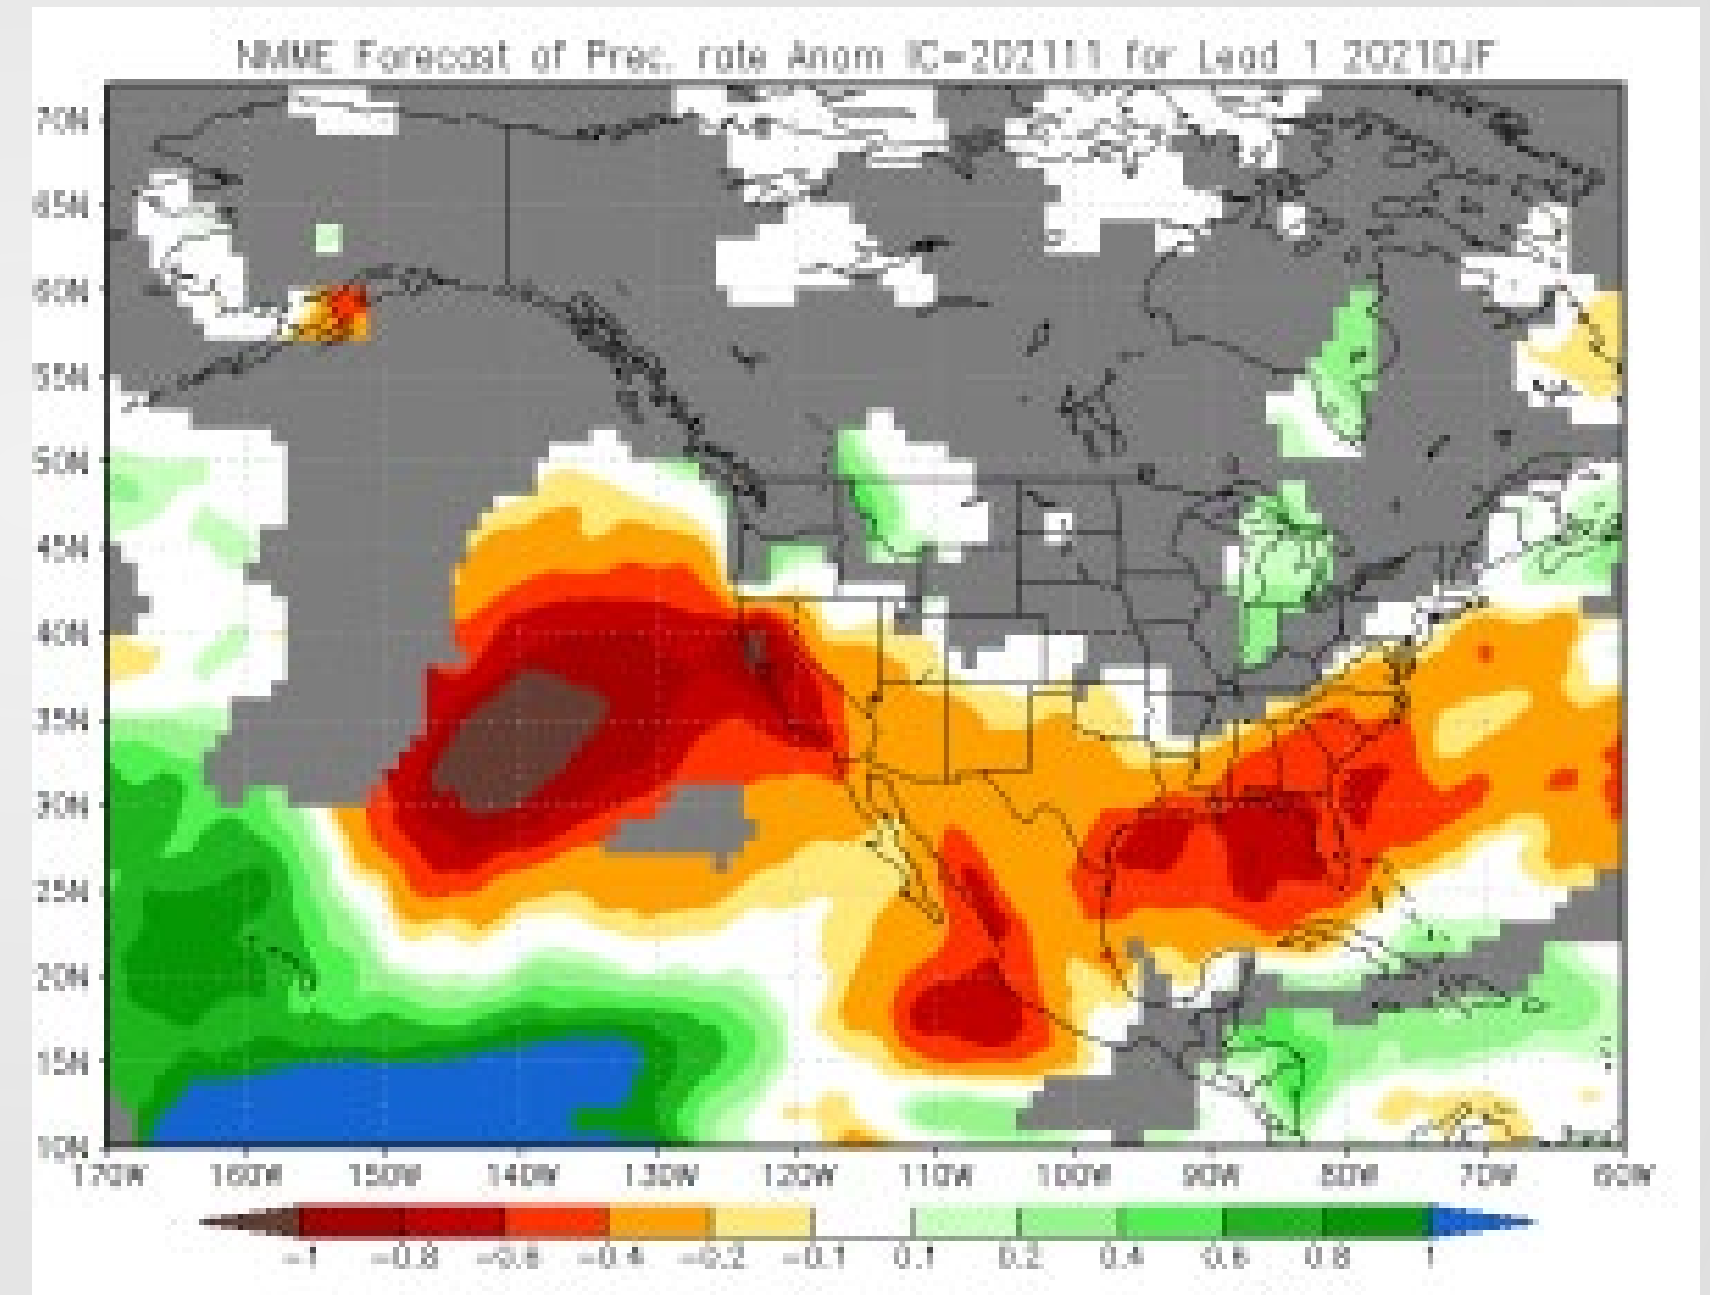 NMME Forecast of Prec. rate Anom IC=202111 for Lead 1 2021DJF
70N
65N
60N
55N
50N
45N
40N
35N
30N
25N
20N
15N
10N
170W 160W 150W 140W 130W 120W 110W 100W 90W 80W 70W 60W
-1 -0.8 -0.6 -0.4 -0.2 -0.1 0.1 0.2 0.4 0.6 0.8 1